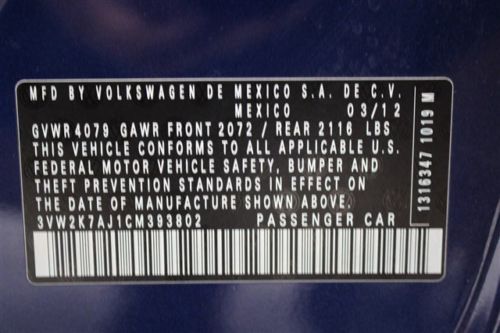 MFD BY VOLKSWAGEN DE MEXICO S.A. DE C.V.
MEXICO 03/12
GVWR 4079 GAWR FRONT 2072 / REAR 2116 LBS
THIS VEHICLE CONFORMS TO ALL APPLICABLE U.S.
FEDERAL MOTOR VEHICLE SAFETY, BUMPER AND
THEFT PREVENTION STANDARDS IN EFFECT ON
THE DATE OF MANUFACTURE SHOWN ABOVE.
3VW2K7AJ1CM393802 PASSENGER CAR
1316347 1019 M